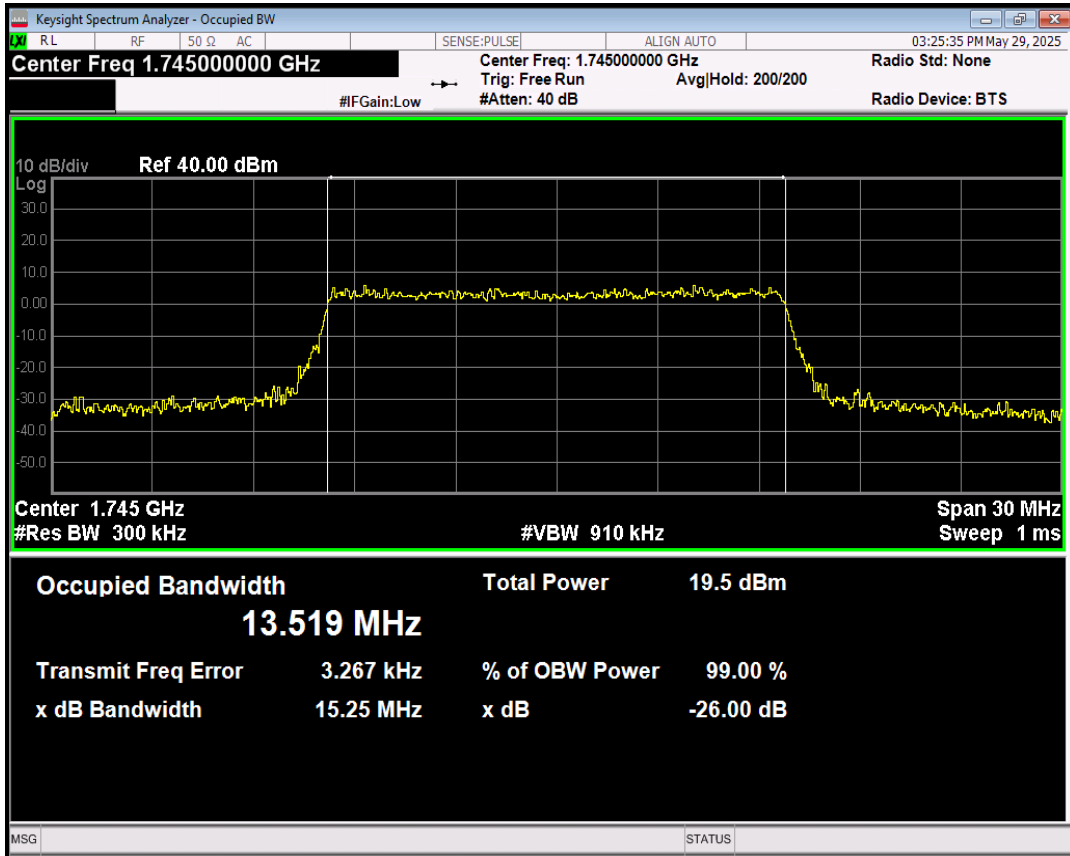 Keysight Spectrum Analyzer - Occupied BW
LXI RL RF 50 Ω AC SENSE:PULSE ALIGN AUTO 03:25:35 PM May 29, 2025
Center Freq 1.745000000 GHz Center Freq: 1.745000000 GHz Radio Std: None
Trig: Free Run Avg|Hold: 200/200
#IFGain:Low #Atten: 40 dB Radio Device: BTS
10 dB/div Ref 40.00 dBm
Log
30.0
20.0
10.0
0.00
-10.0
-20.0
-30.0
-40.0
-50.0
Center 1.745 GHz Span 30 MHz
#Res BW 300 kHz #VBW 910 kHz Sweep 1 ms
Occupied Bandwidth Total Power 19.5 dBm
13.519 MHz
Transmit Freq Error 3.267 kHz % of OBW Power 99.00 %
x dB Bandwidth 15.25 MHz x dB -26.00 dB
MSG STATUS